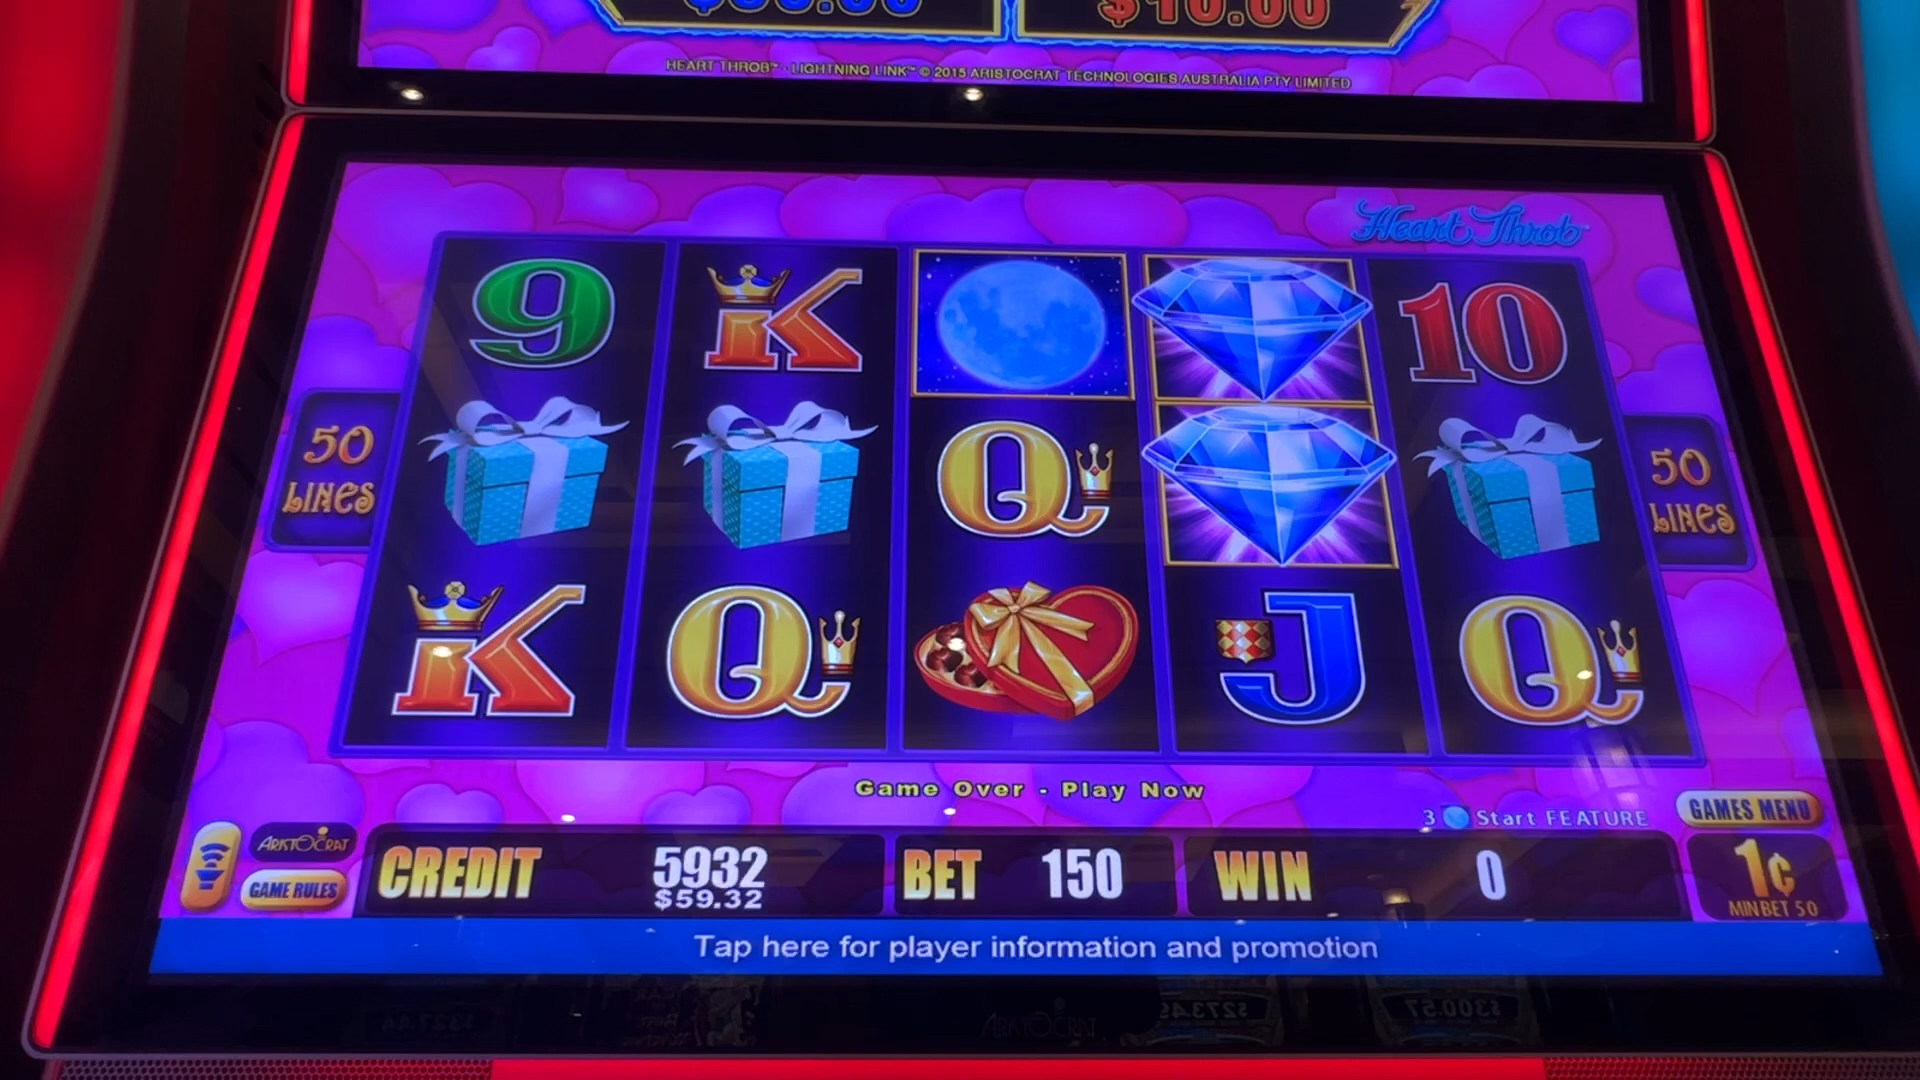 $10.00
HEART THROB™ - LIGHTNING LINK™ © 2015 ARISTOCRAT TECHNOLOGIES AUSTRALIA PTY LIMITED
Heart Throb
9 K 10
50 LINES
Q
50 LINES
K Q J Q
Game Over - Play Now
3 Start FEATURE
GAMES MENU
ARISTOCRAT
GAME RULES
CREDIT 5932
$59.32
BET 150
WIN 0
1¢
MIN BET 50
Tap here for player information and promotion